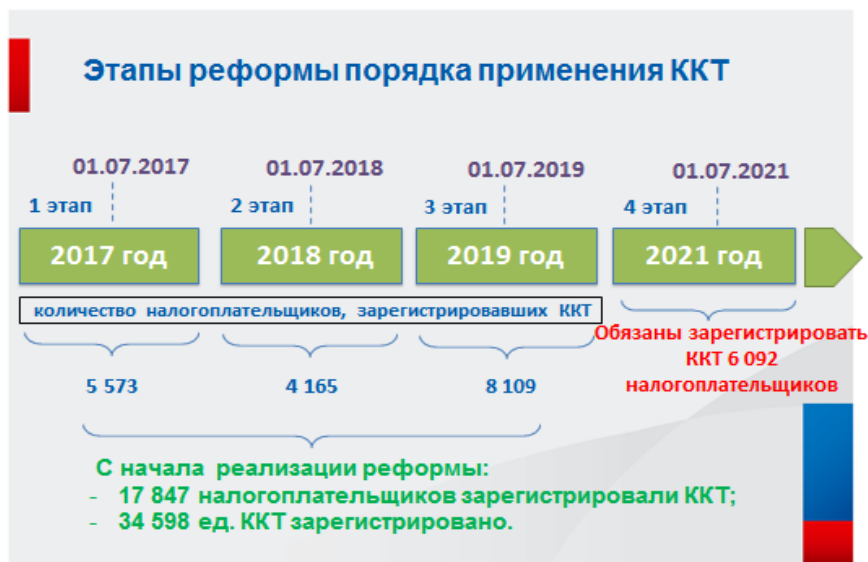 Этапы реформы порядка применения ККТ
01.07.2017 01.07.2018 01.07.2019 01.07.2021
1 этап 2 этап 3 этап 4 этап
2017 год 2018 год 2019 год 2021 год
количество налогоплательщиков, зарегистрировавших ККТ
Обязаны зарегистрировать
ККТ 6 092
налогоплательщиков
5 573 4 165 8 109
С начала реализации реформы:
- 17 847 налогоплательщиков зарегистрировали ККТ;
- 34 598 ед. ККТ зарегистрировано.